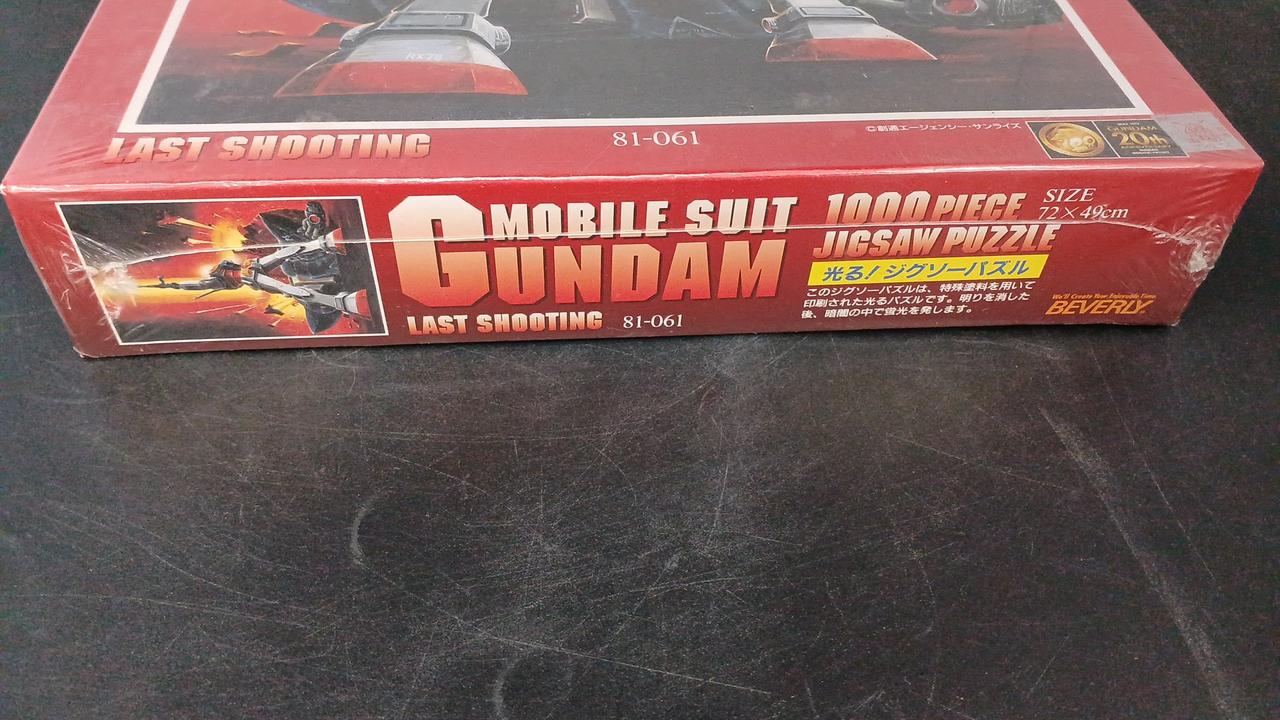 RX78
LAST SHOOTING
81-061
©創通エージェンシー・サンライズ
GUNDAM
20th
ANNIVERSARY
MOBILE SUIT
GUNDAM
LAST SHOOTING 81-061
1000 PIECE
JIGSAW PUZZLE
SIZE
72×49cm
光る!ジグソーパズル
このジグソーパズルは、特殊塗料を用いて
印刷された光るパズルです。明りを消した
後、暗闇の中で蛍光を発します。
We'll Create Your Enjoyable Time.
BEVERLY